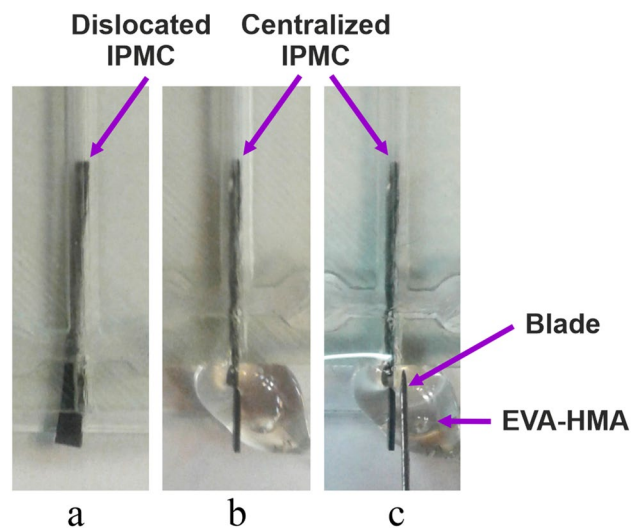 Dislocated
IPMC
Centralized
IPMC
Blade
EVA-HMA
a
b
c